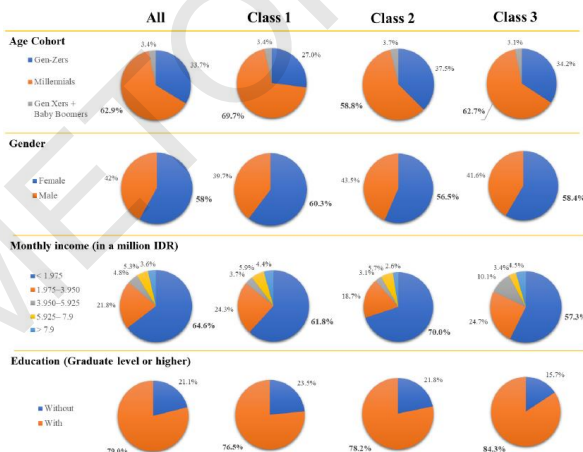 All Class 1 Class 2 Class 3
Age Cohort
Gen-Zers
Millennials
Gen Xers +
Baby Boomers
3.4% 33.7% 62.9%
3.4% 27.0% 69.7%
3.7% 37.5% 58.8%
3.1% 34.2% 62.7%
Gender
Female
Male
42% 58%
39.7% 60.3%
43.5% 56.5%
41.6% 58.4%
Monthly income (in a million IDR)
< 1.975
1.975–3.950
3.950–5.925
5.925– 7.9
> 7.9
5.3% 3.6% 4.8% 21.8% 64.6%
5.9% 4.4% 3.7% 24.3% 61.8%
5.7% 2.6% 3.1% 18.7% 70.0%
3.4% 4.5% 10.1% 24.7% 57.3%
Education (Graduate level or higher)
Without
With
21.1% 79.0%
23.5% 76.5%
21.8% 78.2%
15.7% 84.3%